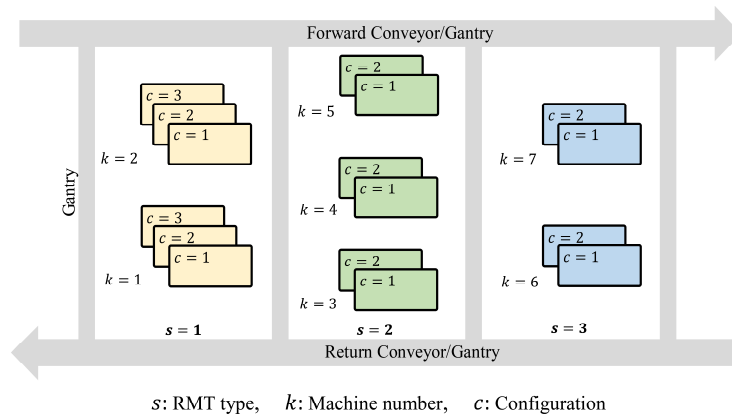 Forward Conveyor/Gantry
Gantry
c = 3
c = 2
c = 1
k = 2
c = 3
c = 2
c = 1
k = 1
s = 1
c = 2
c = 1
k = 5
c = 2
c = 1
k = 4
c = 2
c = 1
k = 3
s = 2
c = 2
c = 1
k = 7
c = 2
c = 1
k = 6
s = 3
Return Conveyor/Gantry
s: RMT type, k: Machine number, c: Configuration